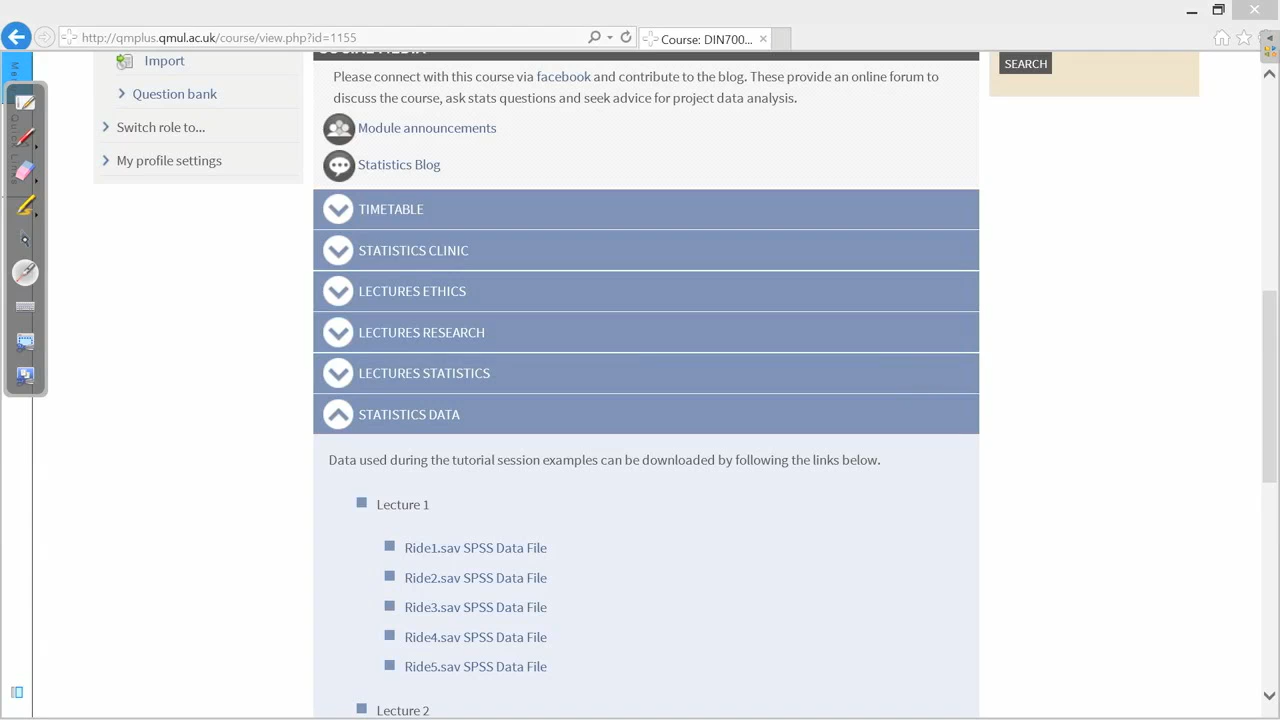 http://qmplus.qmul.ac.uk/course/view.php?id=1155
Course: DIN700...
Import
Question bank
Switch role to...
My profile settings
Please connect with this course via facebook and contribute to the blog. These provide an online forum to
discuss the course, ask stats questions and seek advice for project data analysis.
Module announcements
Statistics Blog
TIMETABLE
STATISTICS CLINIC
LECTURES ETHICS
LECTURES RESEARCH
LECTURES STATISTICS
STATISTICS DATA
Data used during the tutorial session examples can be downloaded by following the links below.
Lecture 1
Ride1.sav SPSS Data File
Ride2.sav SPSS Data File
Ride3.sav SPSS Data File
Ride4.sav SPSS Data File
Ride5.sav SPSS Data File
Lecture 2
SEARCH